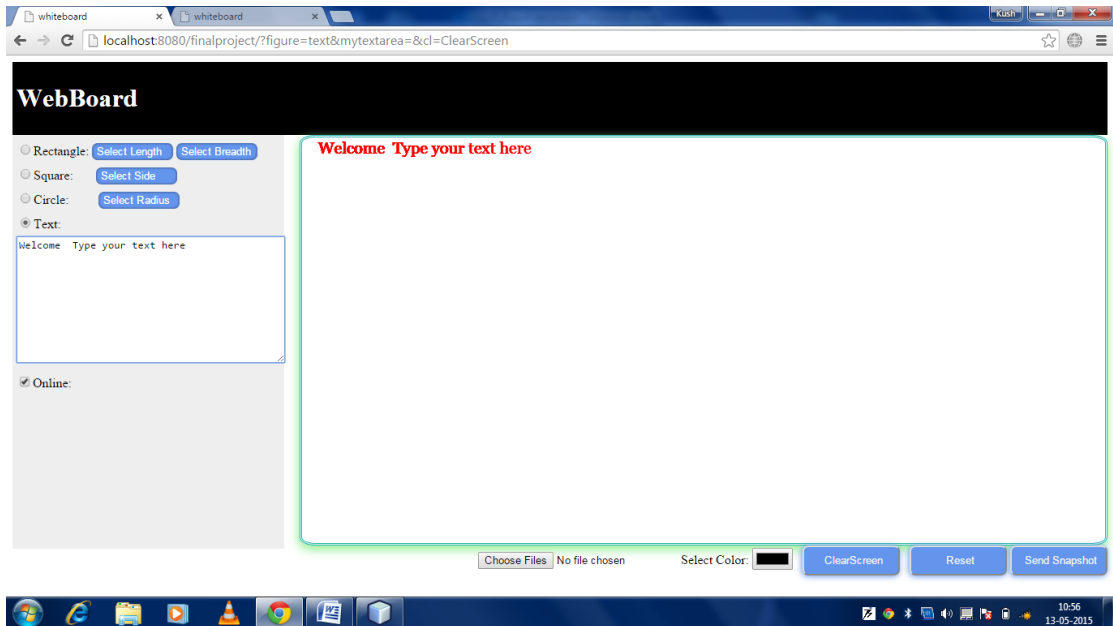 whiteboard × whiteboard × Kush
localhost:8080/finalproject/?figure=text&mytextarea=&cl=ClearScreen
WebBoard
Rectangle: Select Length Select Breadth
Square: Select Side
Circle: Select Radius
Text:
Welcome  Type your text here
Online:
Welcome  Type your text here
Choose Files No file chosen Select Color: ClearScreen Reset Send Snapshot
10:56
13-05-2015